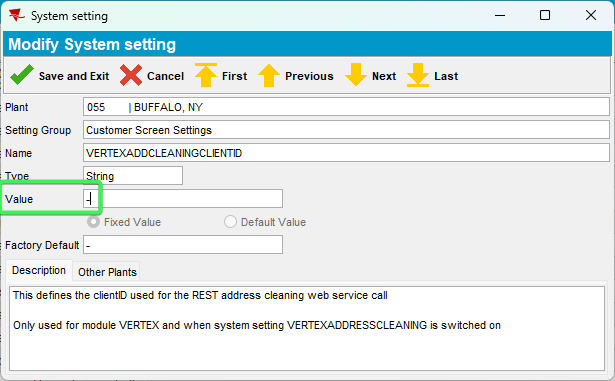 System setting
Modify System setting
Save and Exit Cancel First Previous Next Last
Plant 055 | BUFFALO, NY
Setting Group Customer Screen Settings
Name VERTEXADDCLEANINGCLIENTID
Type String
Value -
Fixed Value Default Value
Factory Default -
Description Other Plants
This defines the clientID used for the REST address cleaning web service call
Only used for module VERTEX and when system setting VERTEXADDRESSCLEANING is switched on